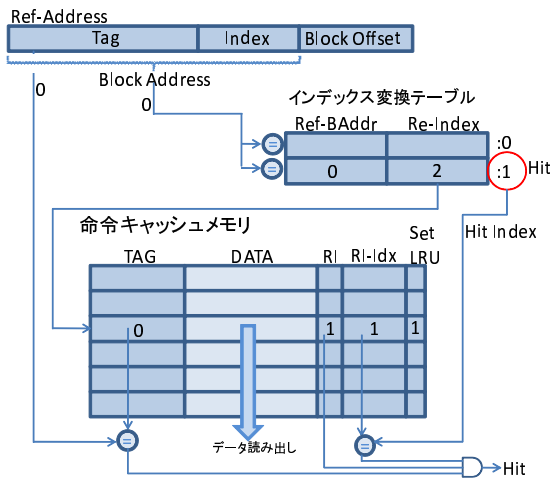 Ref-Address
Tag Index Block Offset
Block Address
0
0
インデックス変換テーブル
Ref-BAddr Re-Index
:0
0 2 :1 Hit
命令キャッシュメモリ
Hit Index
Set
TAG DATA RI RI-Idx LRU
0 1 1 1
=
=
=
=
データ読み出し
Hit